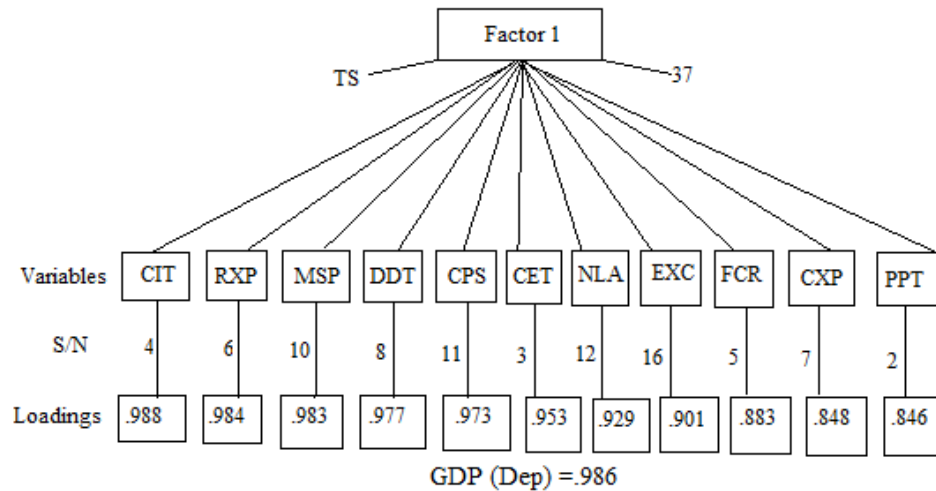 Factor 1
TS 37
Variables CIT RXP MSP DDT CPS CET NLA EXC FCR CXP PPT
S/N 4 6 10 8 11 3 12 16 5 7 2
Loadings .988 .984 .983 .977 .973 .953 .929 .901 .883 .848 .846
GDP (Dep) =.986